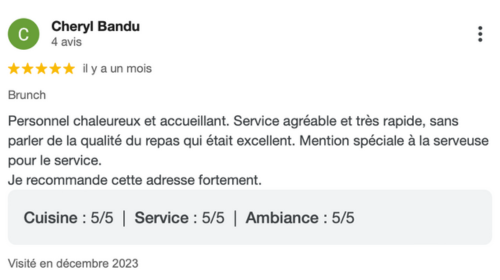 C
Cheryl Bandu
4 avis
il y a un mois
Brunch
Personnel chaleureux et accueillant. Service agréable et très rapide, sans
parler de la qualité du repas qui était excellent. Mention spéciale à la serveuse
pour le service.
Je recommande cette adresse fortement.
Cuisine : 5/5 | Service : 5/5 | Ambiance : 5/5
Visité en décembre 2023